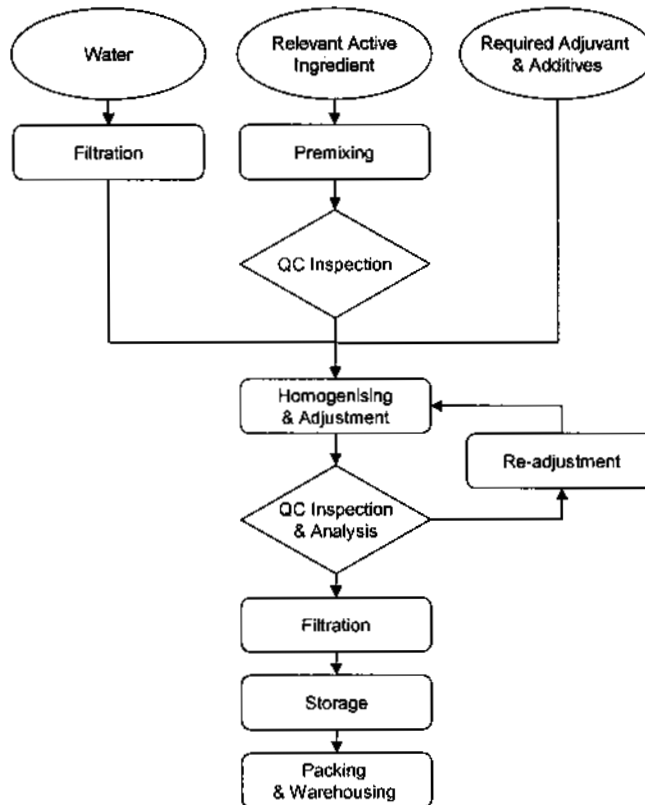 Water
Relevant Active
Ingredient
Required Adjuvant
& Additives
Filtration
Premixing
QC Inspection
Homogenising
& Adjustment
Re-adjustment
QC Inspection
& Analysis
Filtration
Storage
Packing
& Warehousing